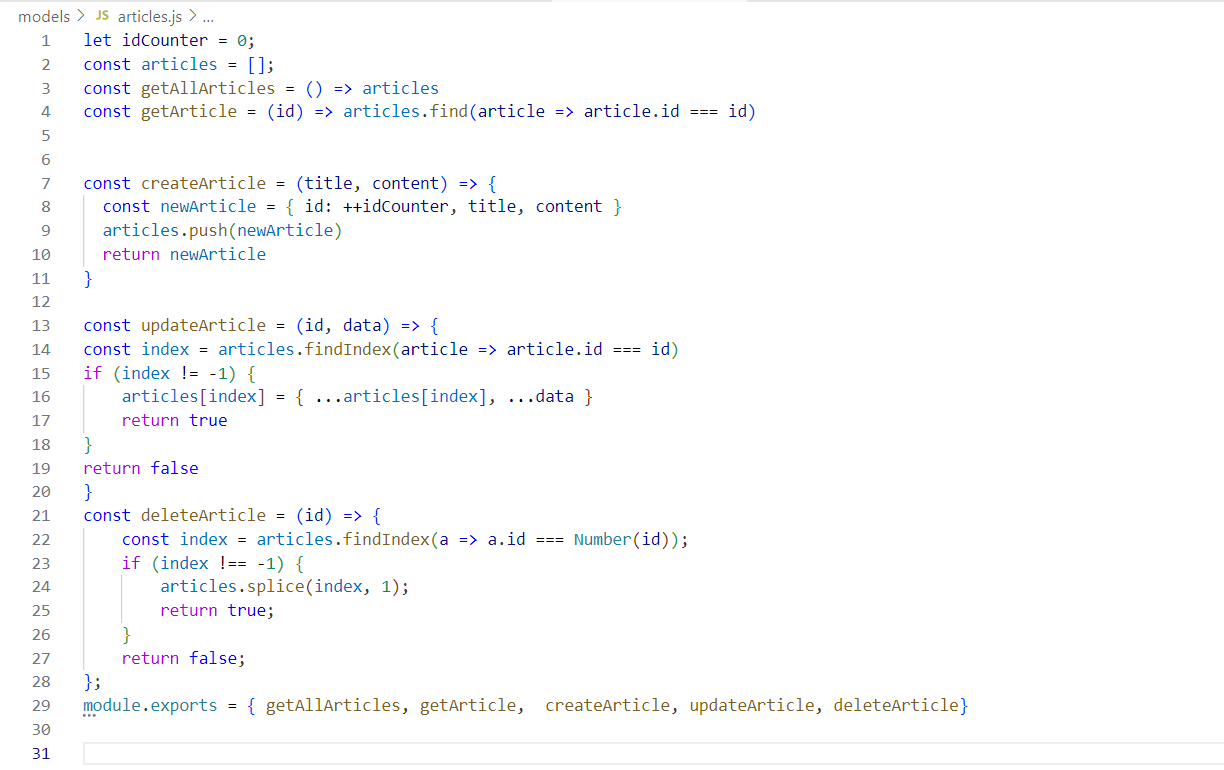 models > JS articles.js > ...
1 let idCounter = 0;
2 const articles = [];
3 const getAllArticles = () => articles
4 const getArticle = (id) => articles.find(article => article.id === id)
5
6
7 const createArticle = (title, content) => {
8   const newArticle = { id: ++idCounter, title, content }
9   articles.push(newArticle)
10   return newArticle
11 }
12
13 const updateArticle = (id, data) => {
14 const index = articles.findIndex(article => article.id === id)
15 if (index != -1) {
16     articles[index] = { ...articles[index], ...data }
17     return true
18 }
19 return false
20 }
21 const deleteArticle = (id) => {
22     const index = articles.findIndex(a => a.id === Number(id));
23     if (index !== -1) {
24         articles.splice(index, 1);
25         return true;
26     }
27     return false;
28 };
29 module.exports = { getAllArticles, getArticle,  createArticle, updateArticle, deleteArticle}
30
31